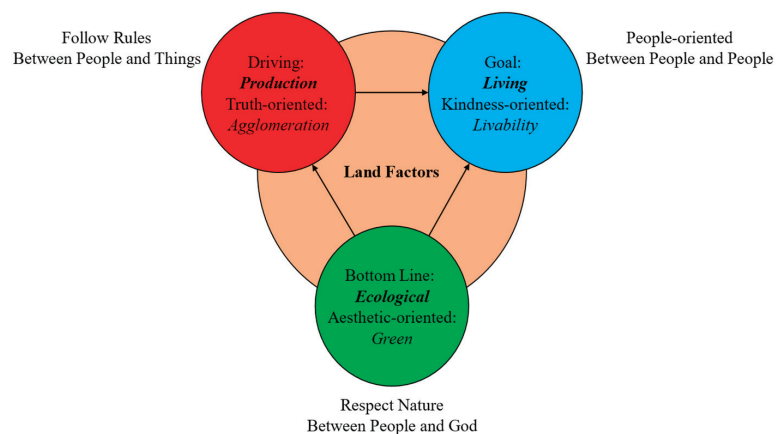 Follow Rules
Between People and Things
Driving:
Production
Truth-oriented:
Agglomeration
Goal:
Living
Kindness-oriented:
Livability
People-oriented
Between People and People
Land Factors
Bottom Line:
Ecological
Aesthetic-oriented:
Green
Respect Nature
Between People and God